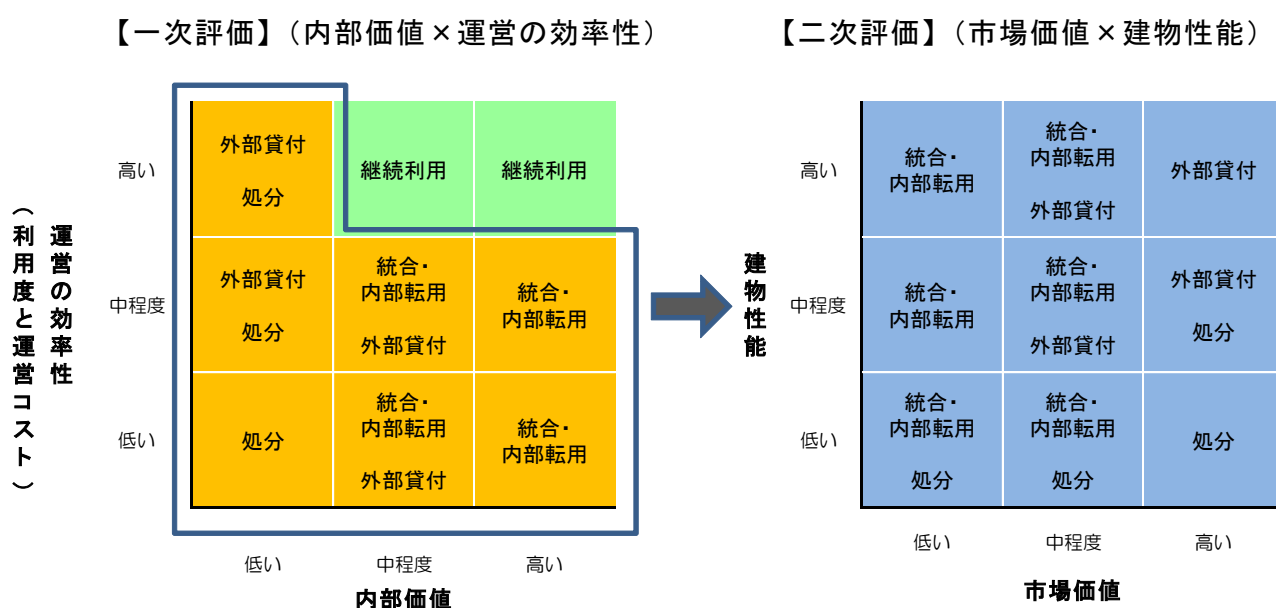 【一次評価】(内部価値×運営の効率性)
運営の効率性
(利用度と運営コスト)
高い
外部貸付
処分
継続利用
継続利用
中程度
外部貸付
処分
統合・
内部転用
外部貸付
統合・
内部転用
低い
処分
統合・
内部転用
外部貸付
統合・
内部転用
低い
中程度
高い
内部価値
【二次評価】(市場価値×建物性能)
建物性能
高い
統合・
内部転用
統合・
内部転用
外部貸付
外部貸付
中程度
統合・
内部転用
統合・
内部転用
外部貸付
外部貸付
処分
低い
統合・
内部転用
処分
統合・
内部転用
処分
処分
低い
中程度
高い
市場価値